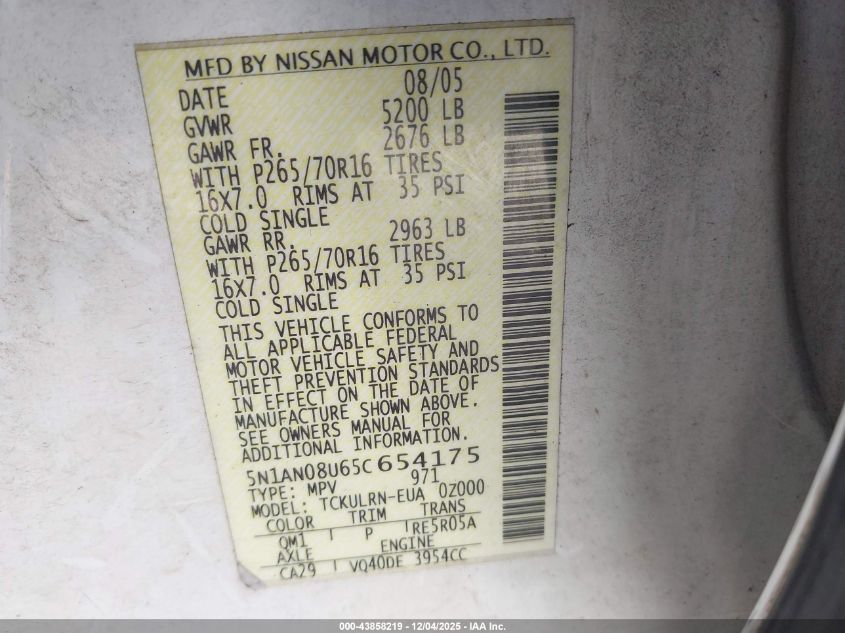 MFD BY NISSAN MOTOR CO., LTD.
DATE 08/05
GVWR 5200 LB
GAWR FR. 2676 LB
WITH P265/70R16 TIRES
16X7.0 RIMS AT 35 PSI
COLD SINGLE
GAWR RR. 2963 LB
WITH P265/70R16 TIRES
16X7.0 RIMS AT 35 PSI
COLD SINGLE
THIS VEHICLE CONFORMS TO
ALL APPLICABLE FEDERAL
MOTOR VEHICLE SAFETY AND
THEFT PREVENTION STANDARDS
IN EFFECT ON THE DATE OF
MANUFACTURE SHOWN ABOVE.
SEE OWNERS MANUAL FOR
ADDITIONAL INFORMATION.
5N1AN08U65C654175
TYPE: MPV 971
MODEL: TCKULRN-EUA 0Z000
COLOR TRIM TRANS
QM1 P RE5R05A
AXLE ENGINE
CA29 VQ40DE 3954CC
000-43858219 - 12/04/2025 - IAA Inc.